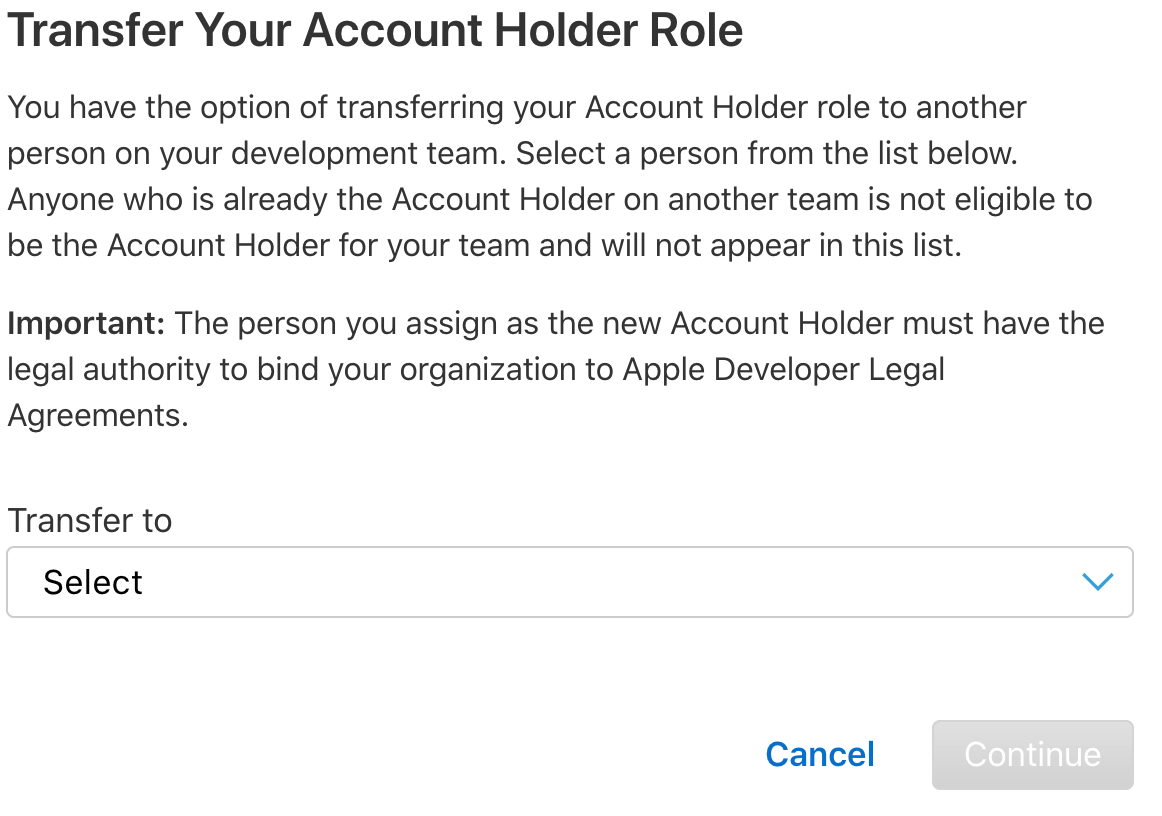 Transfer Your Account Holder Role
You have the option of transferring your Account Holder role to another
person on your development team. Select a person from the list below.
Anyone who is already the Account Holder on another team is not eligible to
be the Account Holder for your team and will not appear in this list.
Important: The person you assign as the new Account Holder must have the
legal authority to bind your organization to Apple Developer Legal
Agreements.
Transfer to
Select
Cancel
Continue